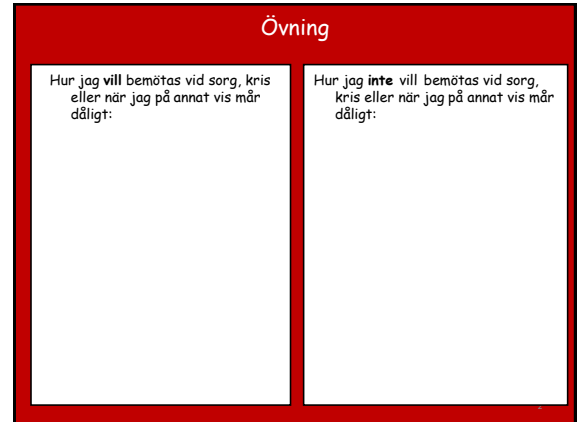 Övning
Hur jag vill bemötas vid sorg, kris
eller när jag på annat vis mår
dåligt:
Hur jag inte vill bemötas vid sorg,
kris eller när jag på annat vis mår
dåligt: